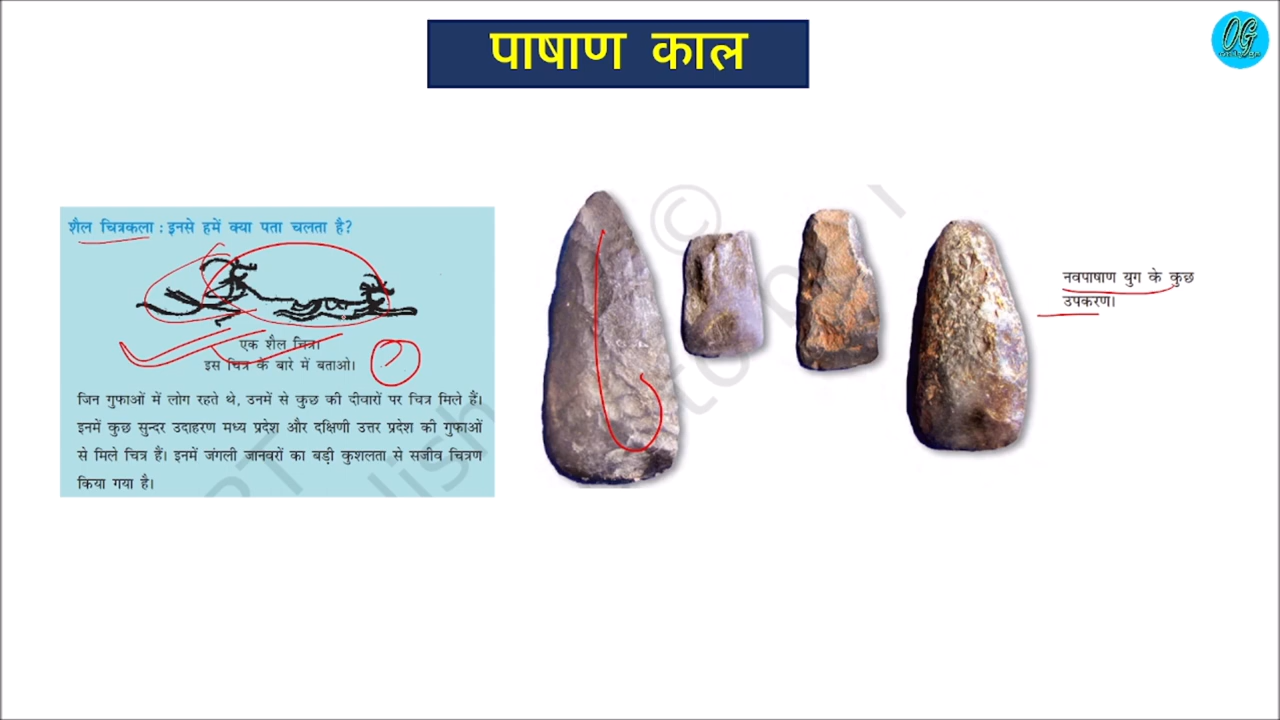 पाषाण काल
OG
शैल चित्रकला : इनसे हमें क्या पता चलता है?
एक शैल चित्र।
इस चित्र के बारे में बताओ।
जिन गुफाओं में लोग रहते थे, उनमें से कुछ की दीवारों पर चित्र मिले हैं।
इनमें कुछ सुन्दर उदाहरण मध्य प्रदेश और दक्षिणी उत्तर प्रदेश की गुफाओं
से मिले चित्र हैं। इनमें जंगली जानवरों का बड़ी कुशलता से सजीव चित्रण
किया गया है।
नवपाषाण युग के कुछ
उपकरण।